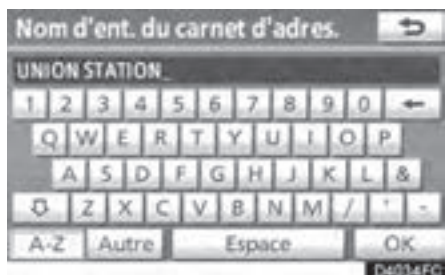 Nom d'ent. du carnet d'adres.
UNION STATION_
1 2 3 4 5 6 7 8 9 0 ←
Q W E R T Y U I O P
A S D F G H J K L &
⇩ Z X C V B N M / ' -
A-Z Autre Espace OK
D4034FC